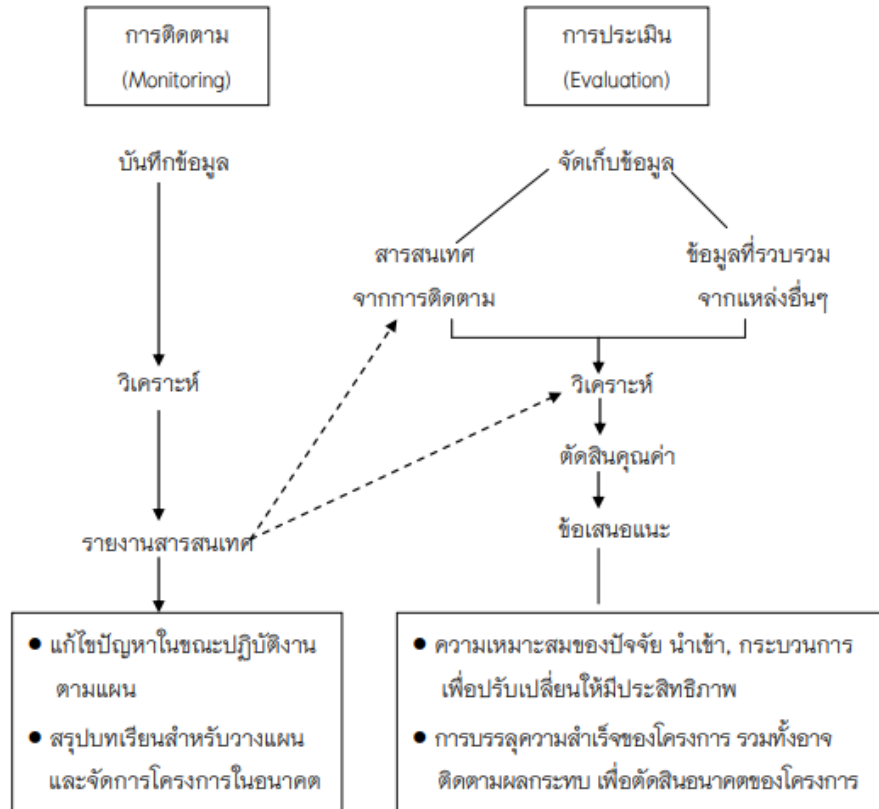 การติดตาม
(Monitoring)
การประเมิน
(Evaluation)
บันทึกข้อมูล
จัดเก็บข้อมูล
สารสนเทศ
จากการติดตาม
ข้อมูลที่รวบรวม
จากแหล่งอื่นๆ
วิเคราะห์
วิเคราะห์
ตัดสินคุณค่า
รายงานสารสนเทศ
ข้อเสนอแนะ
● แก้ไขปัญหาในขณะปฏิบัติงาน
ตามแผน
● สรุปบทเรียนสำหรับวางแผน
และจัดการโครงการในอนาคต
● ความเหมาะสมของปัจจัย นำเข้า, กระบวนการ
เพื่อปรับเปลี่ยนให้มีประสิทธิภาพ
● การบรรลุความสำเร็จของโครงการ รวมทั้งอาจ
ติดตามผลกระทบ เพื่อตัดสินอนาคตของโครงการ